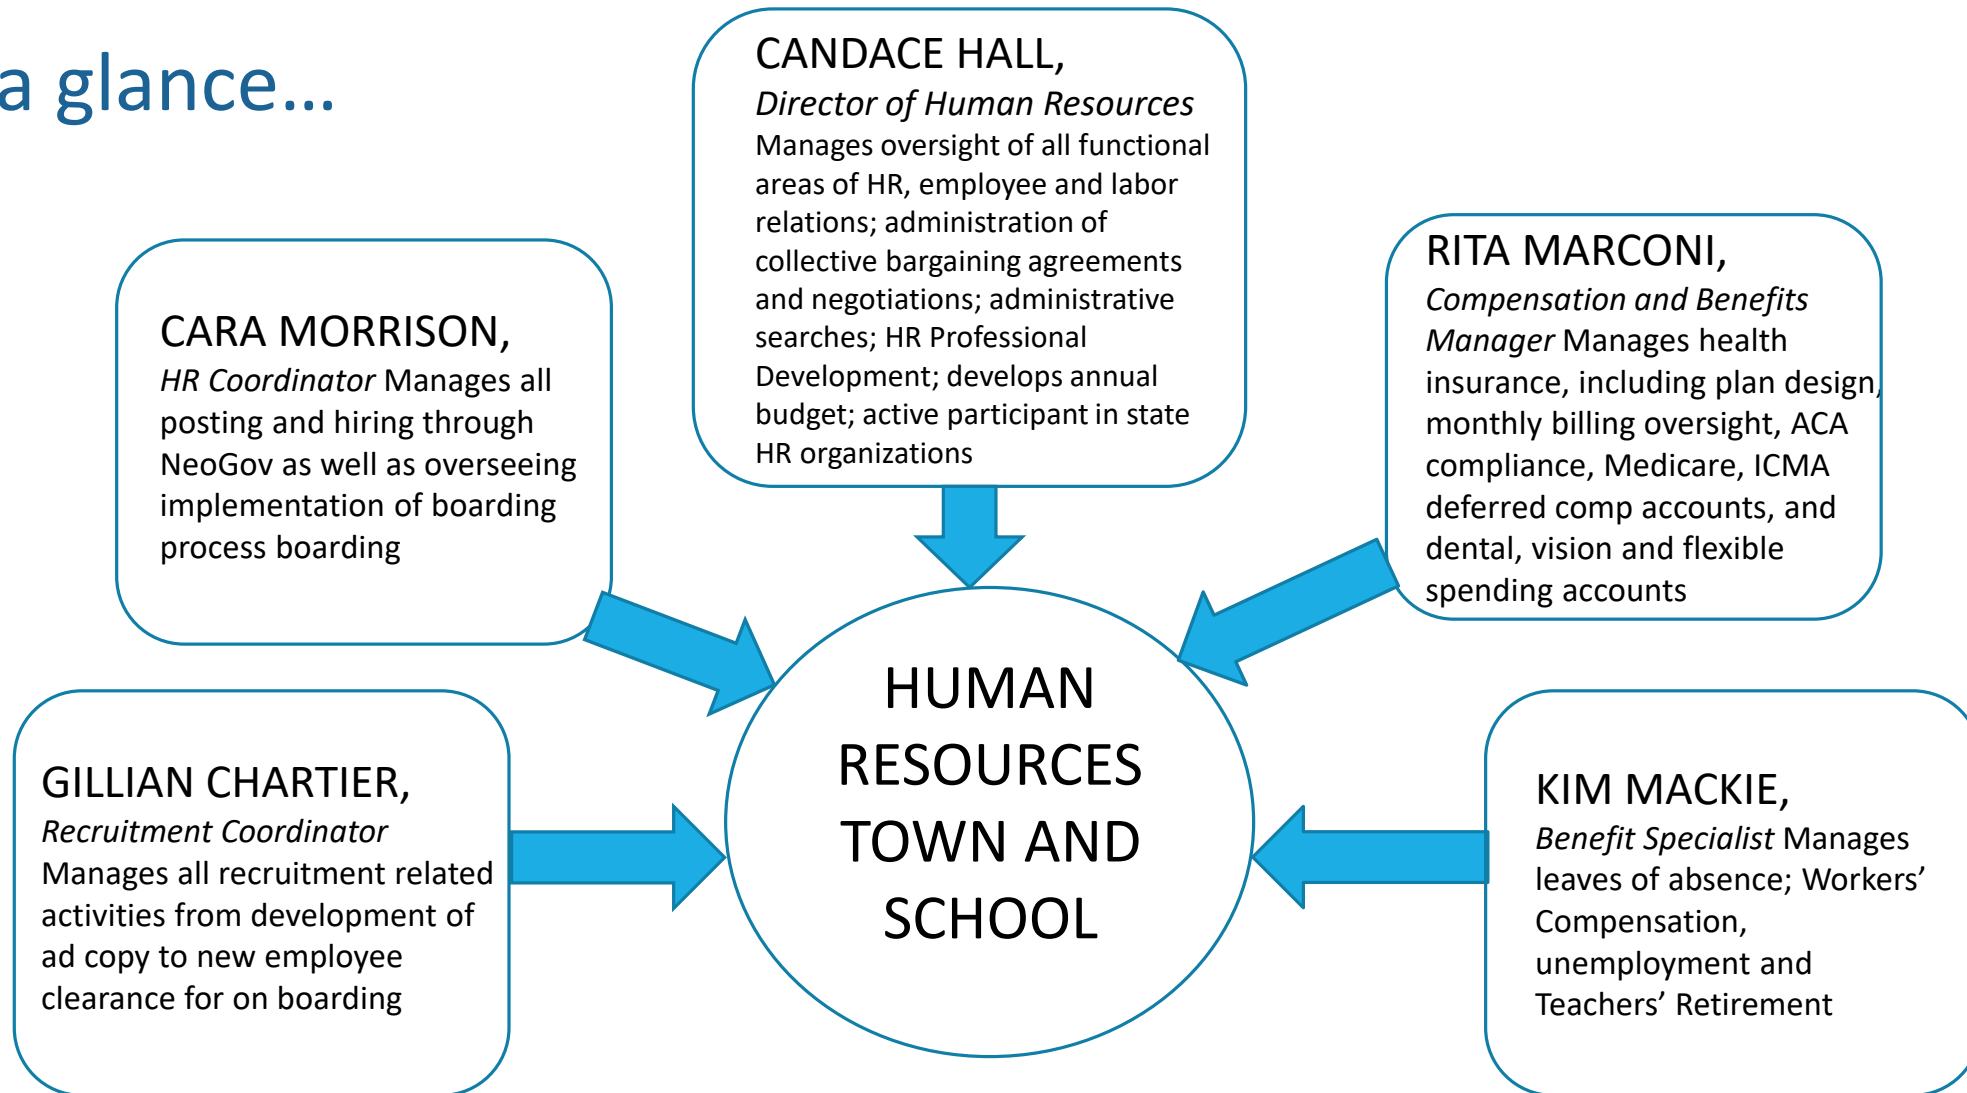 a glance…
CANDACE HALL,
Director of Human Resources
Manages oversight of all functional
areas of HR, employee and labor
relations; administration of
collective bargaining agreements
and negotiations; administrative
searches; HR Professional
Development; develops annual
budget; active participant in state
HR organizations
CARA MORRISON,
HR Coordinator Manages all
posting and hiring through
NeoGov as well as overseeing
implementation of boarding
process boarding
RITA MARCONI,
Compensation and Benefits
Manager Manages health
insurance, including plan design,
monthly billing oversight, ACA
compliance, Medicare, ICMA
deferred comp accounts, and
dental, vision and flexible
spending accounts
GILLIAN CHARTIER,
Recruitment Coordinator
Manages all recruitment related
activities from development of
ad copy to new employee
clearance for on boarding
HUMAN
RESOURCES
TOWN AND
SCHOOL
KIM MACKIE,
Benefit Specialist Manages
leaves of absence; Workers’
Compensation,
unemployment and
Teachers’ Retirement